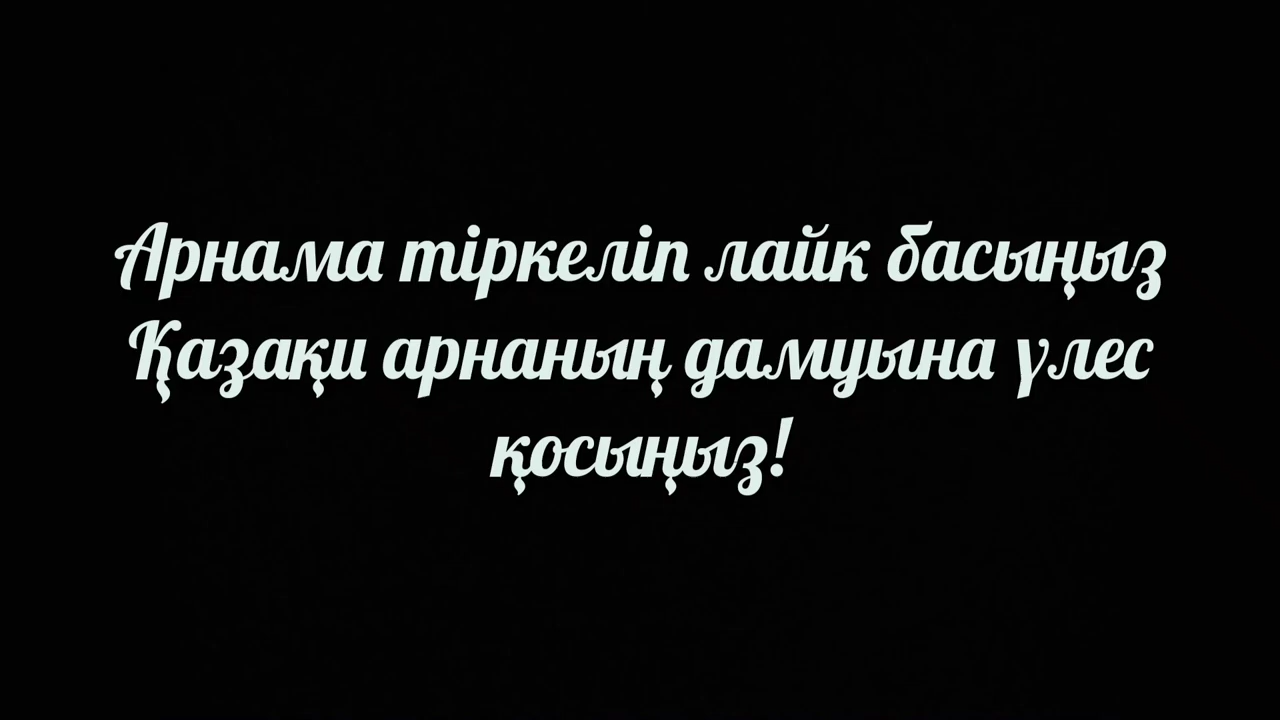 Арнама тіркеліп лайк басыңыз
Қазақи арнаның дамуына үлес
қосыңыз!